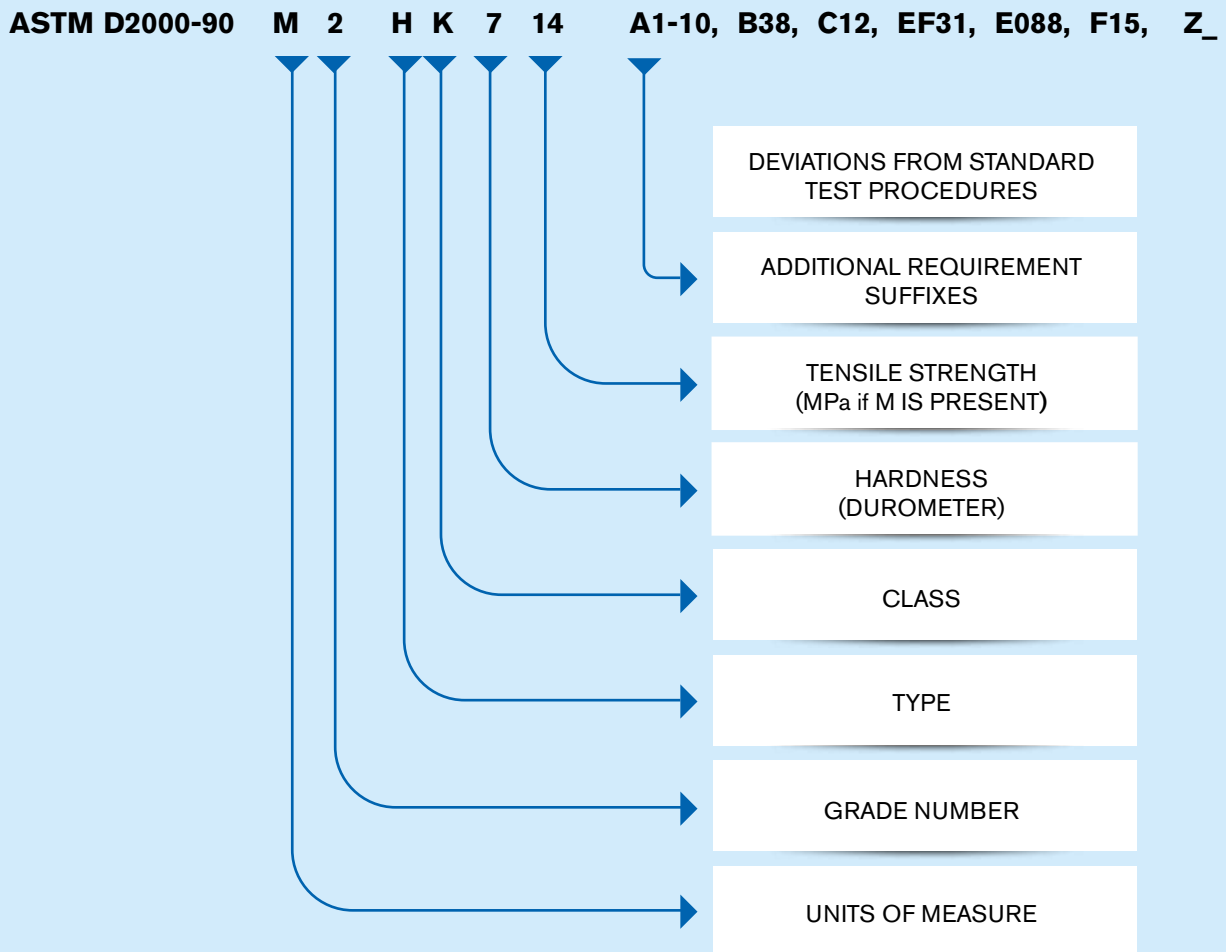 ASTM D2000-90 M 2 H K 7 14 A1-10, B38, C12, EF31, E088, F15, Z_
DEVIATIONS FROM STANDARD
TEST PROCEDURES
ADDITIONAL REQUIREMENT
SUFFIXES
TENSILE STRENGTH
(MPa if M IS PRESENT)
HARDNESS
(DUROMETER)
CLASS
TYPE
GRADE NUMBER
UNITS OF MEASURE